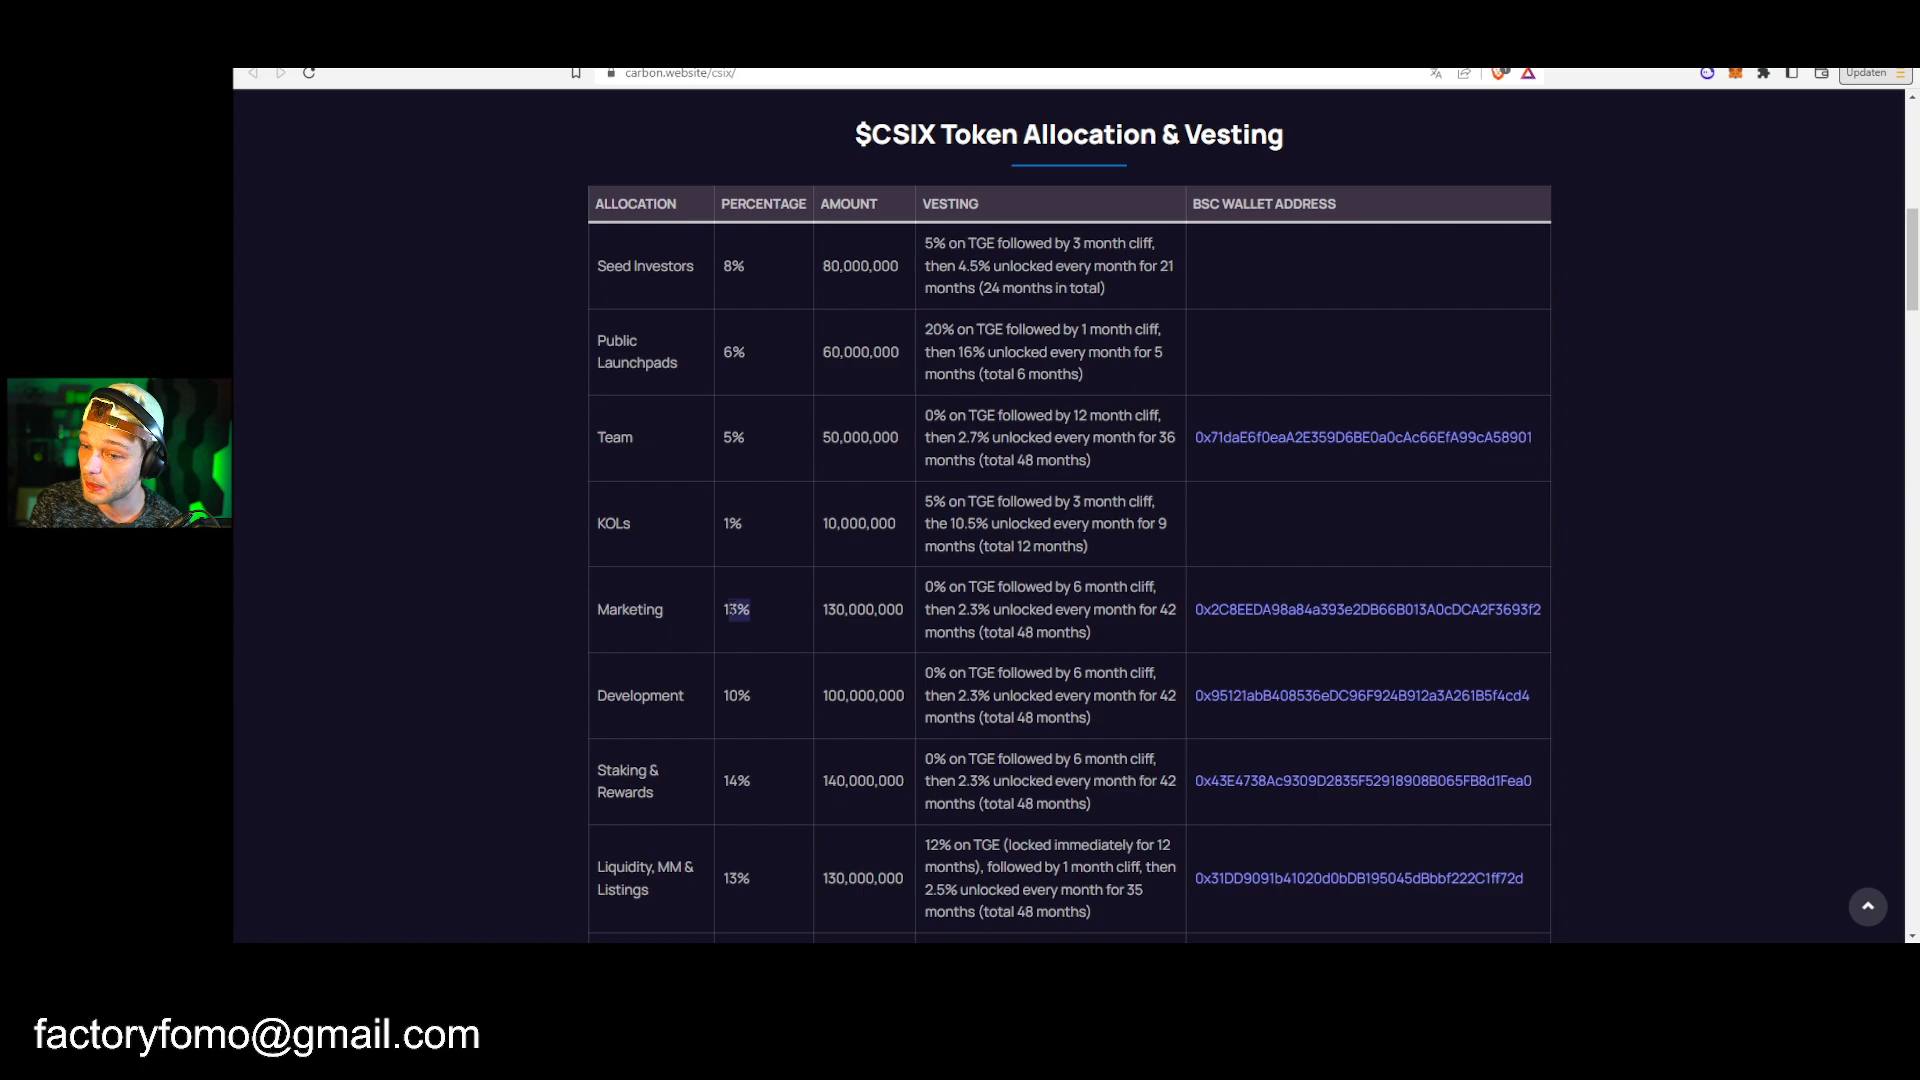 carbon.website/csix/
Updaten
$CSIX Token Allocation & Vesting
ALLOCATION PERCENTAGE AMOUNT VESTING BSC WALLET ADDRESS
Seed Investors 8% 80,000,000 5% on TGE followed by 3 month cliff,
then 4.5% unlocked every month for 21
months (24 months in total)
Public
Launchpads 6% 60,000,000 20% on TGE followed by 1 month cliff,
then 16% unlocked every month for 5
months (total 6 months)
Team 5% 50,000,000 0% on TGE followed by 12 month cliff,
then 2.7% unlocked every month for 36
months (total 48 months)
0x71daE6f0eaA2E359D6BE0a0cAc66EfA99cA58901
KOLs 1% 10,000,000 5% on TGE followed by 3 month cliff,
the 10.5% unlocked every month for 9
months (total 12 months)
Marketing 13% 130,000,000 0% on TGE followed by 6 month cliff,
then 2.3% unlocked every month for 42
months (total 48 months)
0x2C8EEDA98a84a393e2DB66B013A0cDCA2F3693f2
Development 10% 100,000,000 0% on TGE followed by 6 month cliff,
then 2.3% unlocked every month for 42
months (total 48 months)
0x95121abB408536eDC96F924B912a3A261B5f4cd4
Staking &
Rewards 14% 140,000,000 0% on TGE followed by 6 month cliff,
then 2.3% unlocked every month for 42
months (total 48 months)
0x43E4738Ac9309D2835F52918908B065FB8d1Fea0
Liquidity, MM &
Listings 13% 130,000,000 12% on TGE (locked immediately for 12
months), followed by 1 month cliff, then
2.5% unlocked every month for 35
months (total 48 months)
0x31DD9091b41020d0bDB195045dBbbf222C1ff72d
factoryfomo@gmail.com